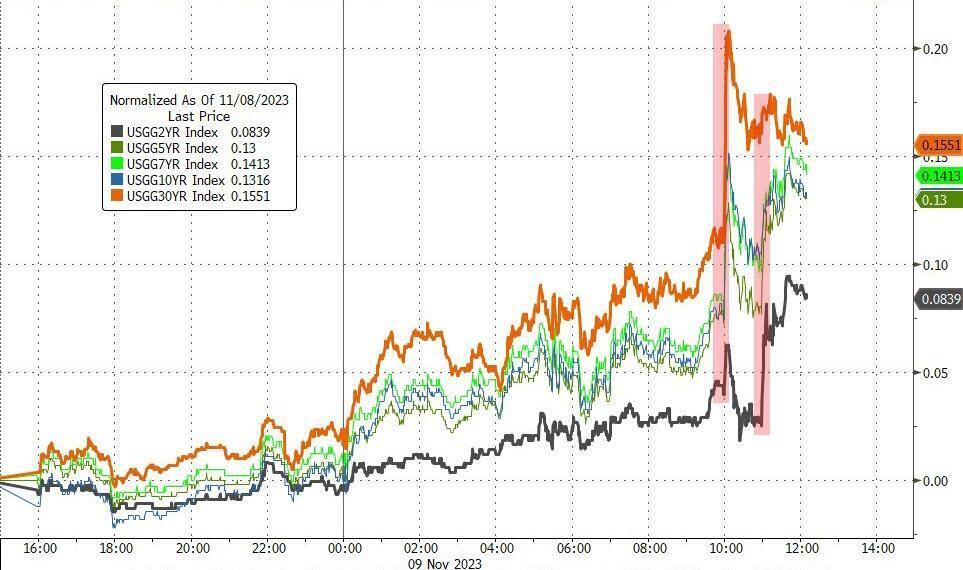 Normalized As Of 11/08/2023
Last Price
USGG2YR Index 0.0839
USGG5YR Index 0.13
USGG7YR Index 0.1413
USGG10YR Index 0.1316
USGG30YR Index 0.1551
0.20
0.1551
0.15
0.1413
0.13
0.10
0.0839
0.05
0.00
16:00 18:00 20:00 22:00 00:00 02:00 04:00 06:00 08:00 10:00 12:00 14:00
09 Nov 2023